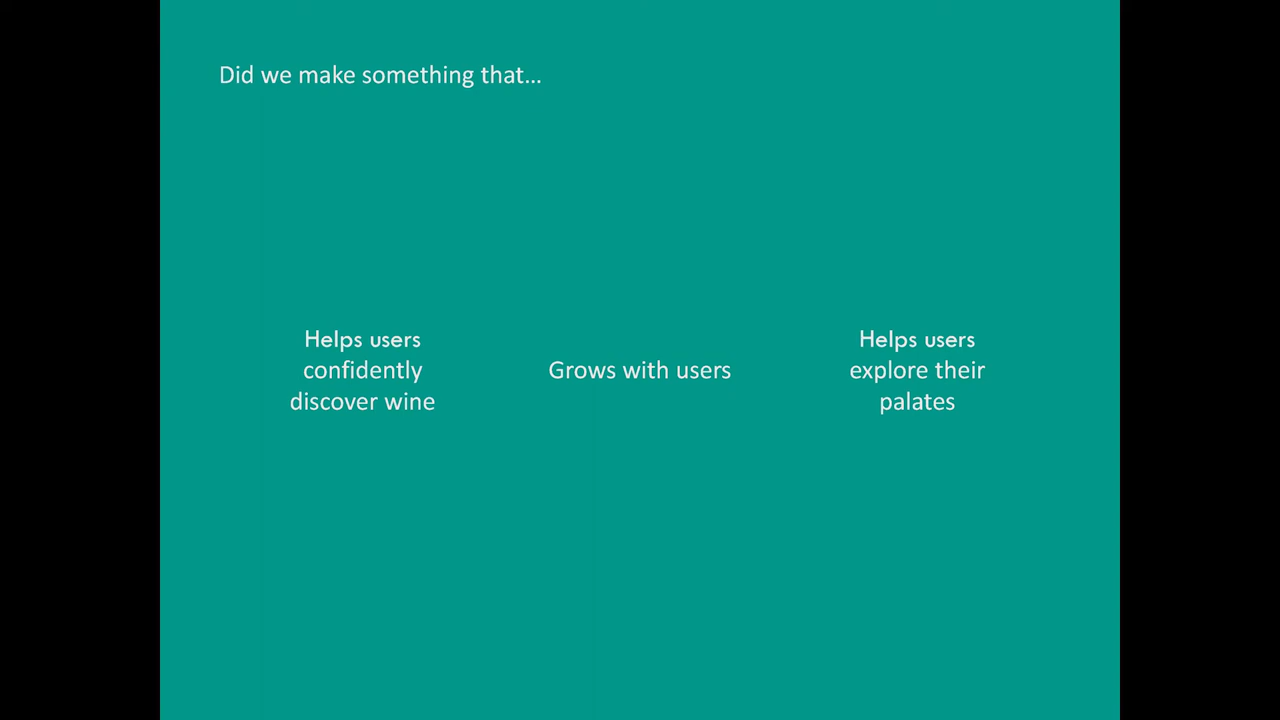 Did we make something that…
Helps users
confidently
discover wine
Grows with users
Helps users
explore their
palates